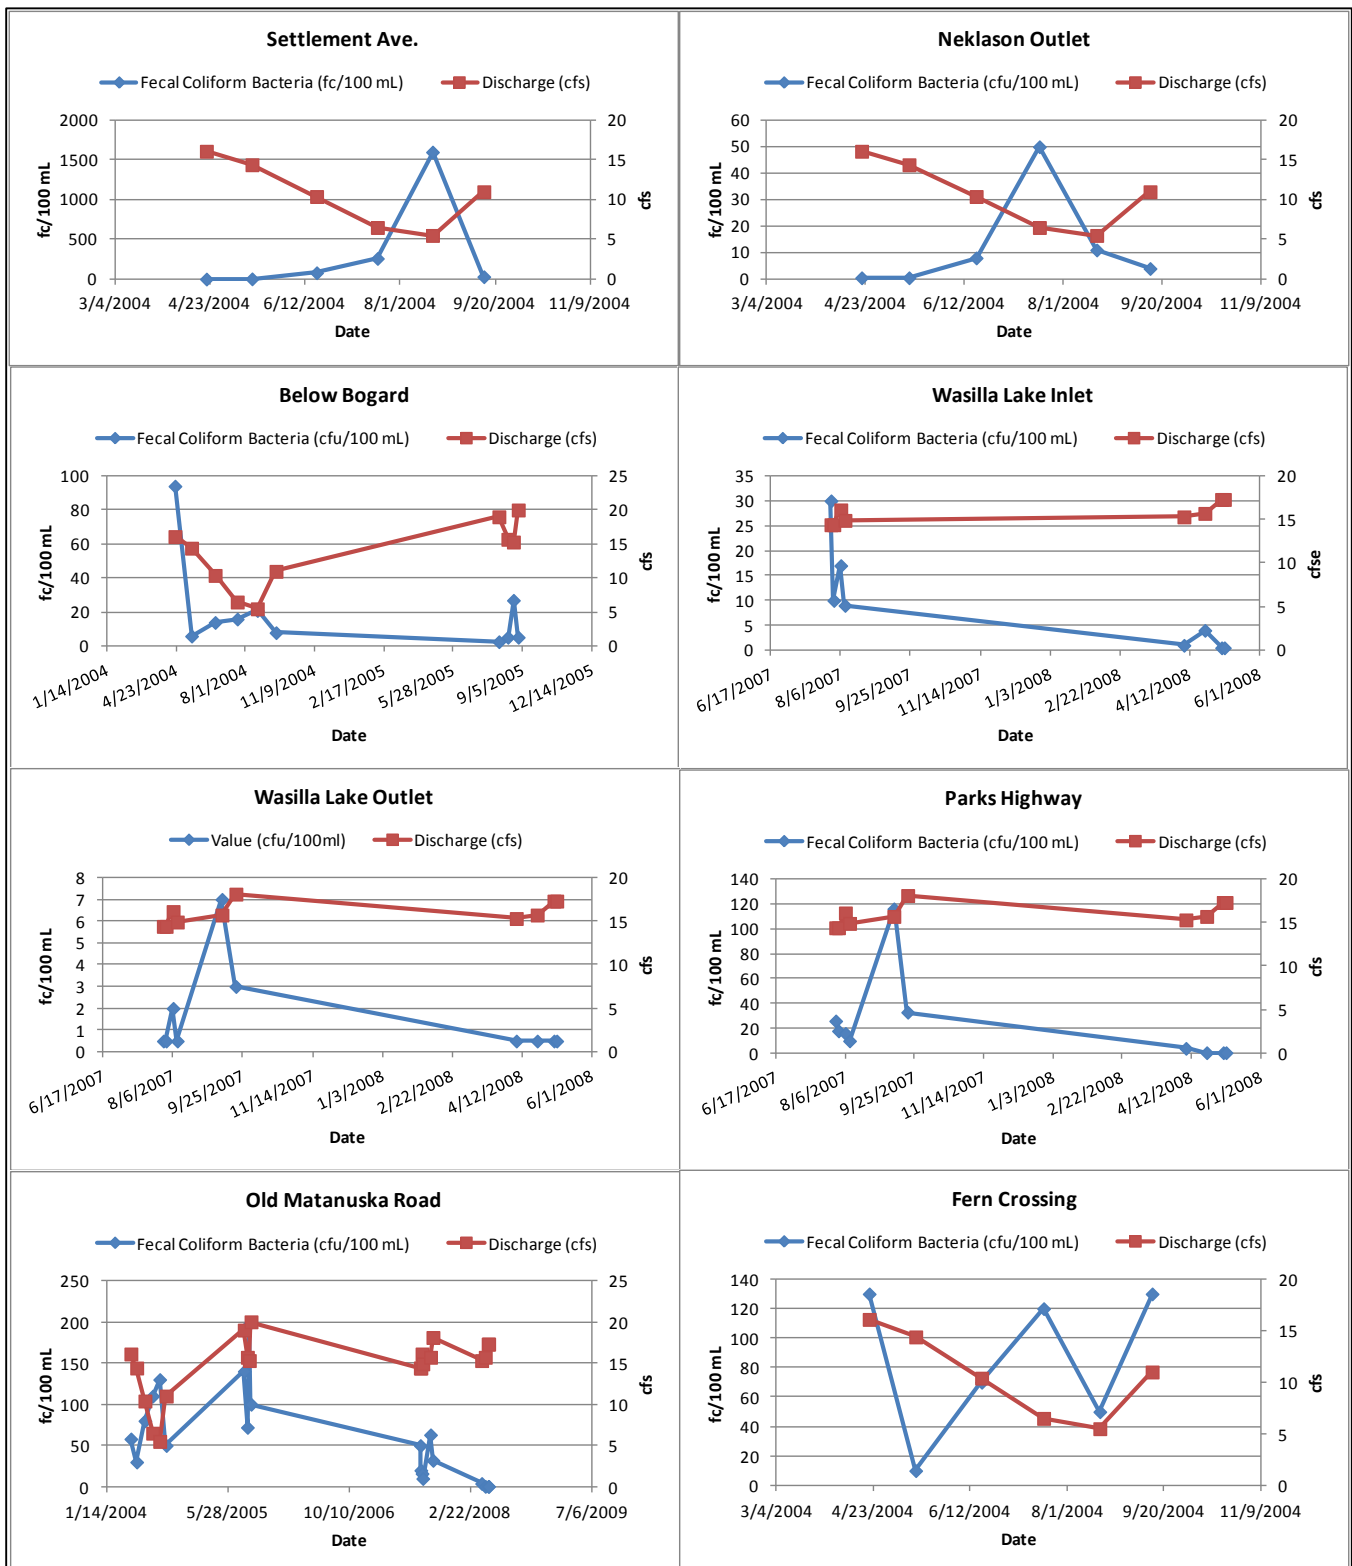 Settlement Ave.
Fecal Coliform Bacteria (fc/100 mL) Discharge (cfs)
2000 20
1500 15
1000 10
500 5
0 0
fc/100 mL
cfs
3/4/2004 4/23/2004 6/12/2004 8/1/2004 9/20/2004 11/9/2004
Date
Neklason Outlet
Fecal Coliform Bacteria (cfu/100 mL) Discharge (cfs)
60 20
50
40 15
30 10
20
10 5
0 0
fc/100 mL
cfs
3/4/2004 4/23/2004 6/12/2004 8/1/2004 9/20/2004 11/9/2004
Date
Below Bogard
Fecal Coliform Bacteria (cfu/100 mL) Discharge (cfs)
100 25
80 20
60 15
40 10
20 5
0 0
fc/100 mL
cfs
1/14/2004 4/23/2004 8/1/2004 11/9/2004 2/17/2005 5/28/2005 9/5/2005 12/14/2005
Date
Wasilla Lake Inlet
Fecal Coliform Bacteria (cfu/100 mL) Discharge (cfs)
35 20
30
25 15
20
15 10
10
5 5
0 0
fc/100 mL
cfse
6/17/2007 8/6/2007 9/25/2007 11/14/2007 1/3/2008 2/22/2008 4/12/2008 6/1/2008
Date
Wasilla Lake Outlet
Value (cfu/100ml) Discharge (cfs)
8 20
7
6 15
5
4 10
3
2 5
1
0 0
fc/100 mL
cfs
6/17/2007 8/6/2007 9/25/2007 11/14/2007 1/3/2008 2/22/2008 4/12/2008 6/1/2008
Date
Parks Highway
Fecal Coliform Bacteria (cfu/100 mL) Discharge (cfs)
140 20
120
100 15
80
60 10
40
20 5
0 0
fc/100 mL
cfs
6/17/2007 8/6/2007 9/25/2007 11/14/2007 1/3/2008 2/22/2008 4/12/2008 6/1/2008
Date
Old Matanuska Road
Fecal Coliform Bacteria (cfu/100 mL) Discharge (cfs)
250 25
200 20
150 15
100 10
50 5
0 0
fc/100 mL
cfs
1/14/2004 5/28/2005 10/10/2006 2/22/2008 7/6/2009
Date
Fern Crossing
Fecal Coliform Bacteria (cfu/100 mL) Discharge (cfs)
140 20
120
100 15
80
60 10
40
20 5
0 0
fc/100 mL
cfs
3/4/2004 4/23/2004 6/12/2004 8/1/2004 9/20/2004 11/9/2004
Date